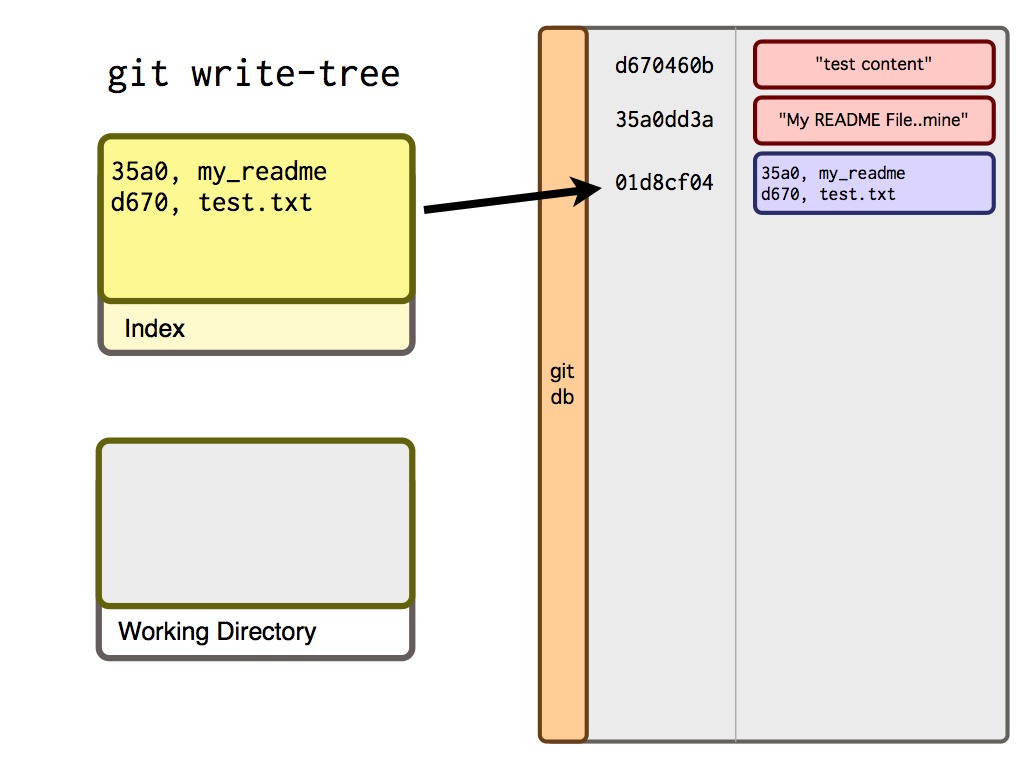 git write-tree
35a0, my_readme
d670, test.txt
Index
Working Directory
git
db
d670460b
"test content"
35a0dd3a
"My README File..mine"
01d8cf04
35a0, my_readme
d670, test.txt